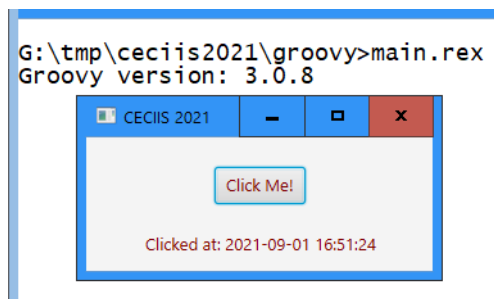 G:\tmp\ceciis2021\groovy>main.rex
Groovy version: 3.0.8
CECIIS 2021
Click Me!
Clicked at: 2021-09-01 16:51:24